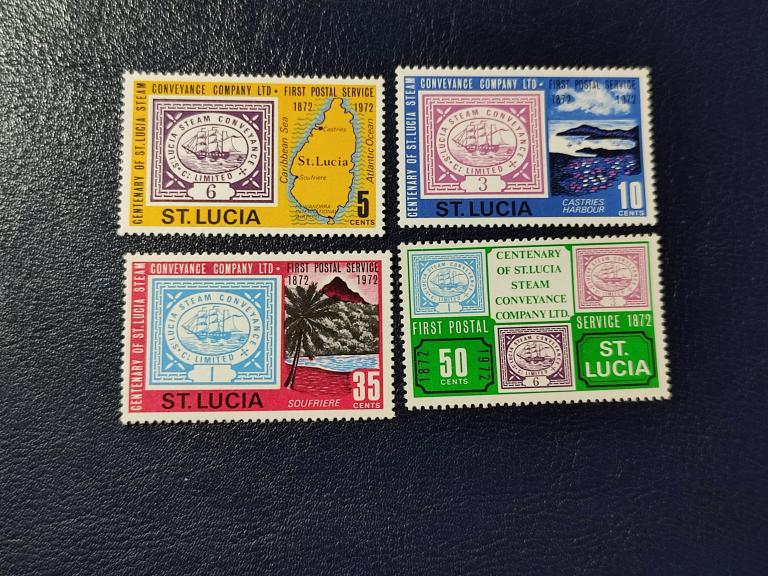 CENTENARY OF ST. LUCIA STEAM CONVEYANCE COMPANY LTD • FIRST POSTAL SERVICE
1872 1972
ST. LUCIA STEAM CONVEYANCE
Co LIMITED
6
Caribbean Sea
Atlantic Ocean
Castries
St. Lucia
Soufriere
ST. LUCIA
5
CENTS
CENTENARY OF ST. LUCIA STEAM CONVEYANCE COMPANY LTD • FIRST POSTAL SERVICE
1872 1972
ST. LUCIA STEAM CONVEYANCE
Co LIMITED
3
ST. LUCIA
CASTRIES
HARBOUR
10
CENTS
CENTENARY OF ST. LUCIA STEAM CONVEYANCE COMPANY LTD • FIRST POSTAL SERVICE
1872 1972
ST. LUCIA STEAM CONVEYANCE
Co LIMITED
1
ST. LUCIA
SOUFRIERE
35
CENTS
CENTENARY
OF ST. LUCIA
STEAM
CONVEYANCE
COMPANY LTD.
FIRST POSTAL SERVICE 1872
1872 50 1972
CENTS
6
ST.
LUCIA